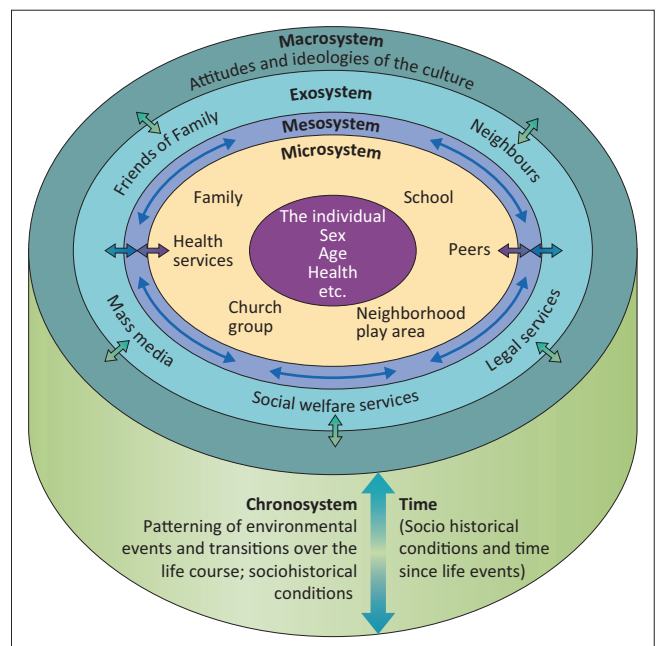 Macrosystem
Attitudes and ideologies of the culture
Exosystem
Mesosystem
Microsystem
Friends of Family
Neighbours
Family
School
The individual
Sex
Age
Health
etc.
Health
services
Peers
Church
group
Neighborhood
play area
Mass media
Legal services
Social welfare services
Chronosystem
Patterning of environmental
events and transitions over the
life course; sociohistorical
conditions
Time
(Socio historical
conditions and time
since life events)